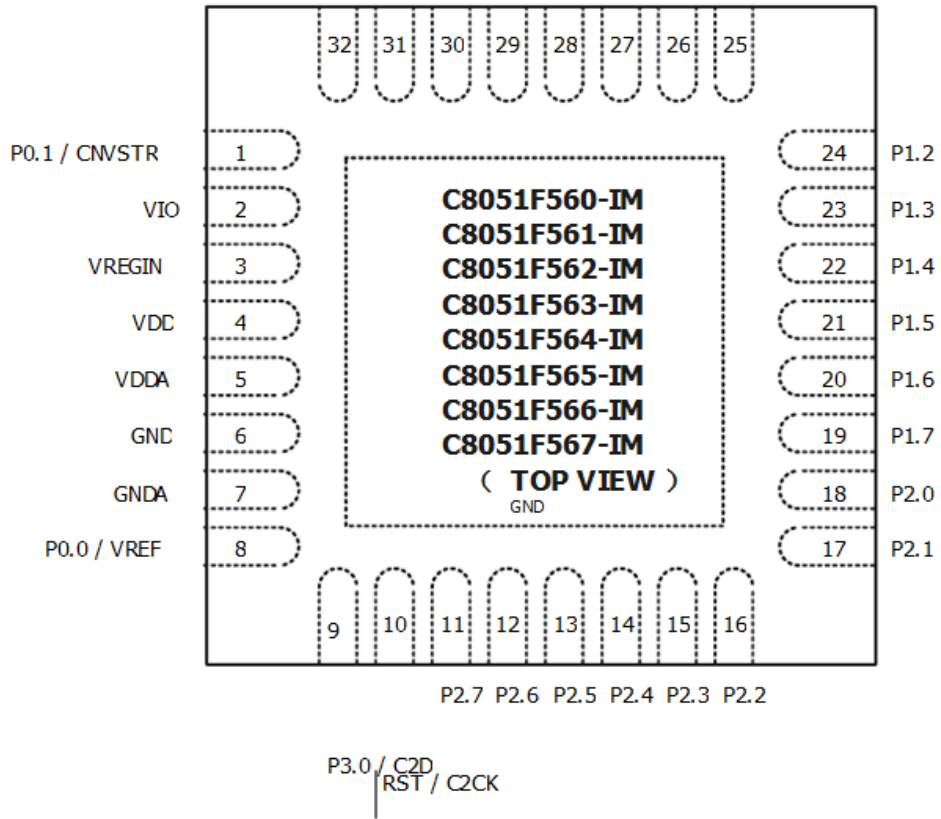 32 31 30 29 28 27 26 25
P0.1 / CNVSTR 1 24 P1.2
VIO 2 23 P1.3
VREGIN 3 22 P1.4
VDD 4 21 P1.5
VDDA 5 20 P1.6
GND 6 19 P1.7
GNDA 7 18 P2.0
P0.0 / VREF 8 17 P2.1
C8051F560-IM
C8051F561-IM
C8051F562-IM
C8051F563-IM
C8051F564-IM
C8051F565-IM
C8051F566-IM
C8051F567-IM
( TOP VIEW )
GND
9 10 11 12 13 14 15 16
P2.7 P2.6 P2.5 P2.4 P2.3 P2.2
P3.0 / C2D
RST / C2CK